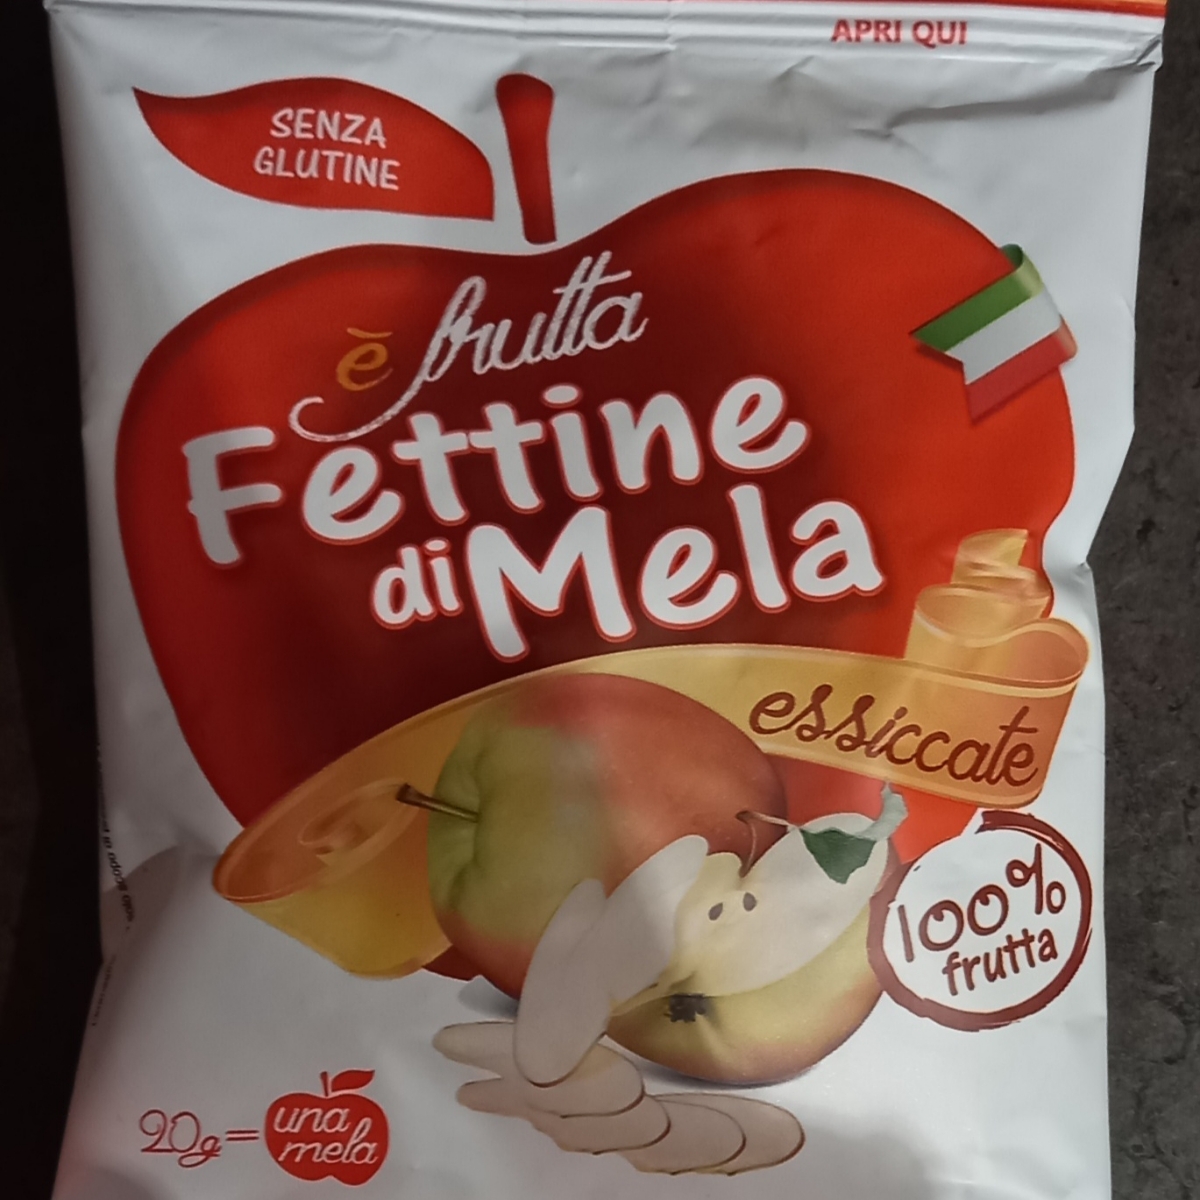 APRI QUI
SENZA
GLUTINE
è frutta
Fettine
di Mela
essiccate
100%
frutta
20g=
una
mela